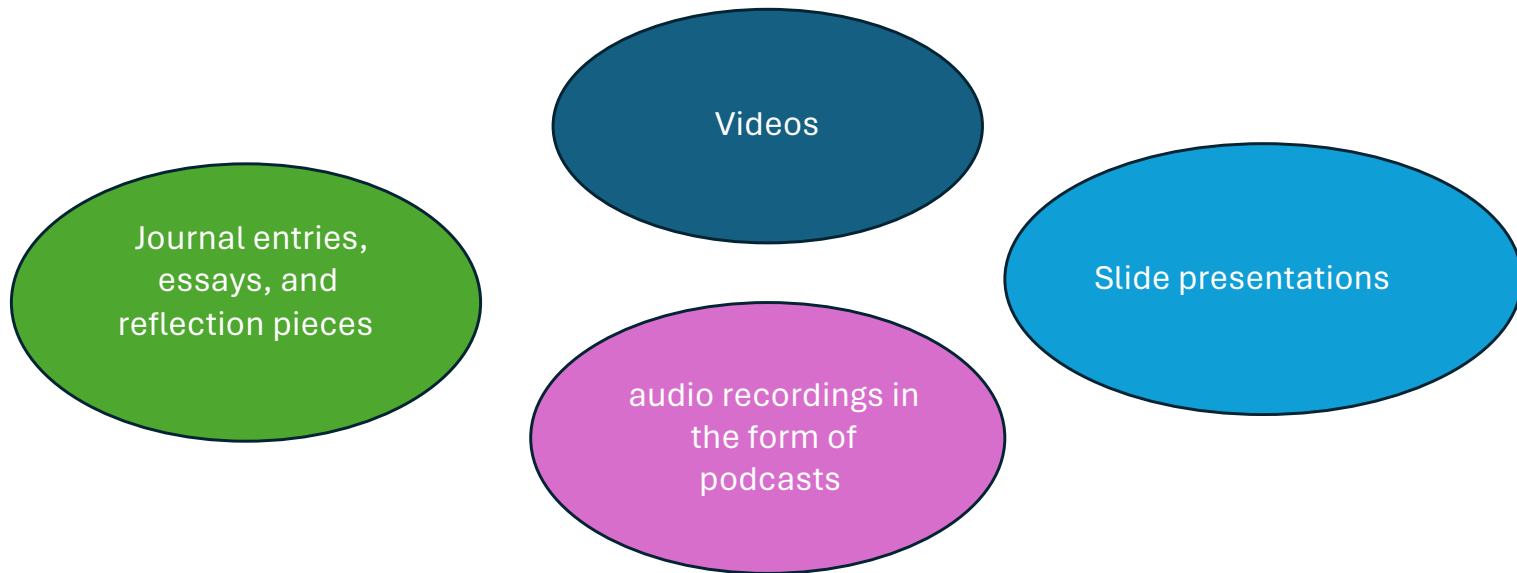 Videos
Journal entries,
essays, and
reflection pieces
Slide presentations
audio recordings in
the form of
podcasts